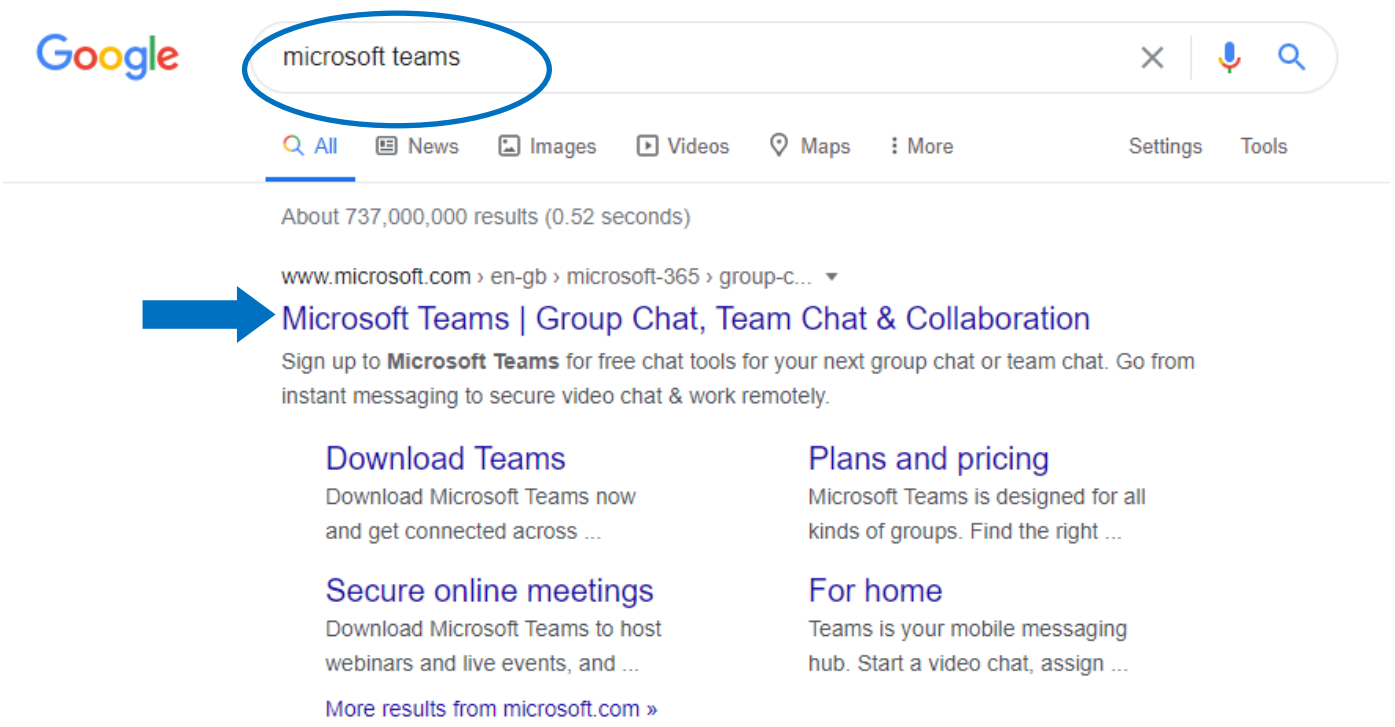 Google
microsoft teams
All News Images Videos Maps More Settings Tools
About 737,000,000 results (0.52 seconds)
www.microsoft.com › en-gb › microsoft-365 › group-c...
Microsoft Teams | Group Chat, Team Chat & Collaboration
Sign up to Microsoft Teams for free chat tools for your next group chat or team chat. Go from
instant messaging to secure video chat & work remotely.
Download Teams
Download Microsoft Teams now
and get connected across ...
Plans and pricing
Microsoft Teams is designed for all
kinds of groups. Find the right ...
Secure online meetings
Download Microsoft Teams to host
webinars and live events, and ...
For home
Teams is your mobile messaging
hub. Start a video chat, assign ...
More results from microsoft.com »